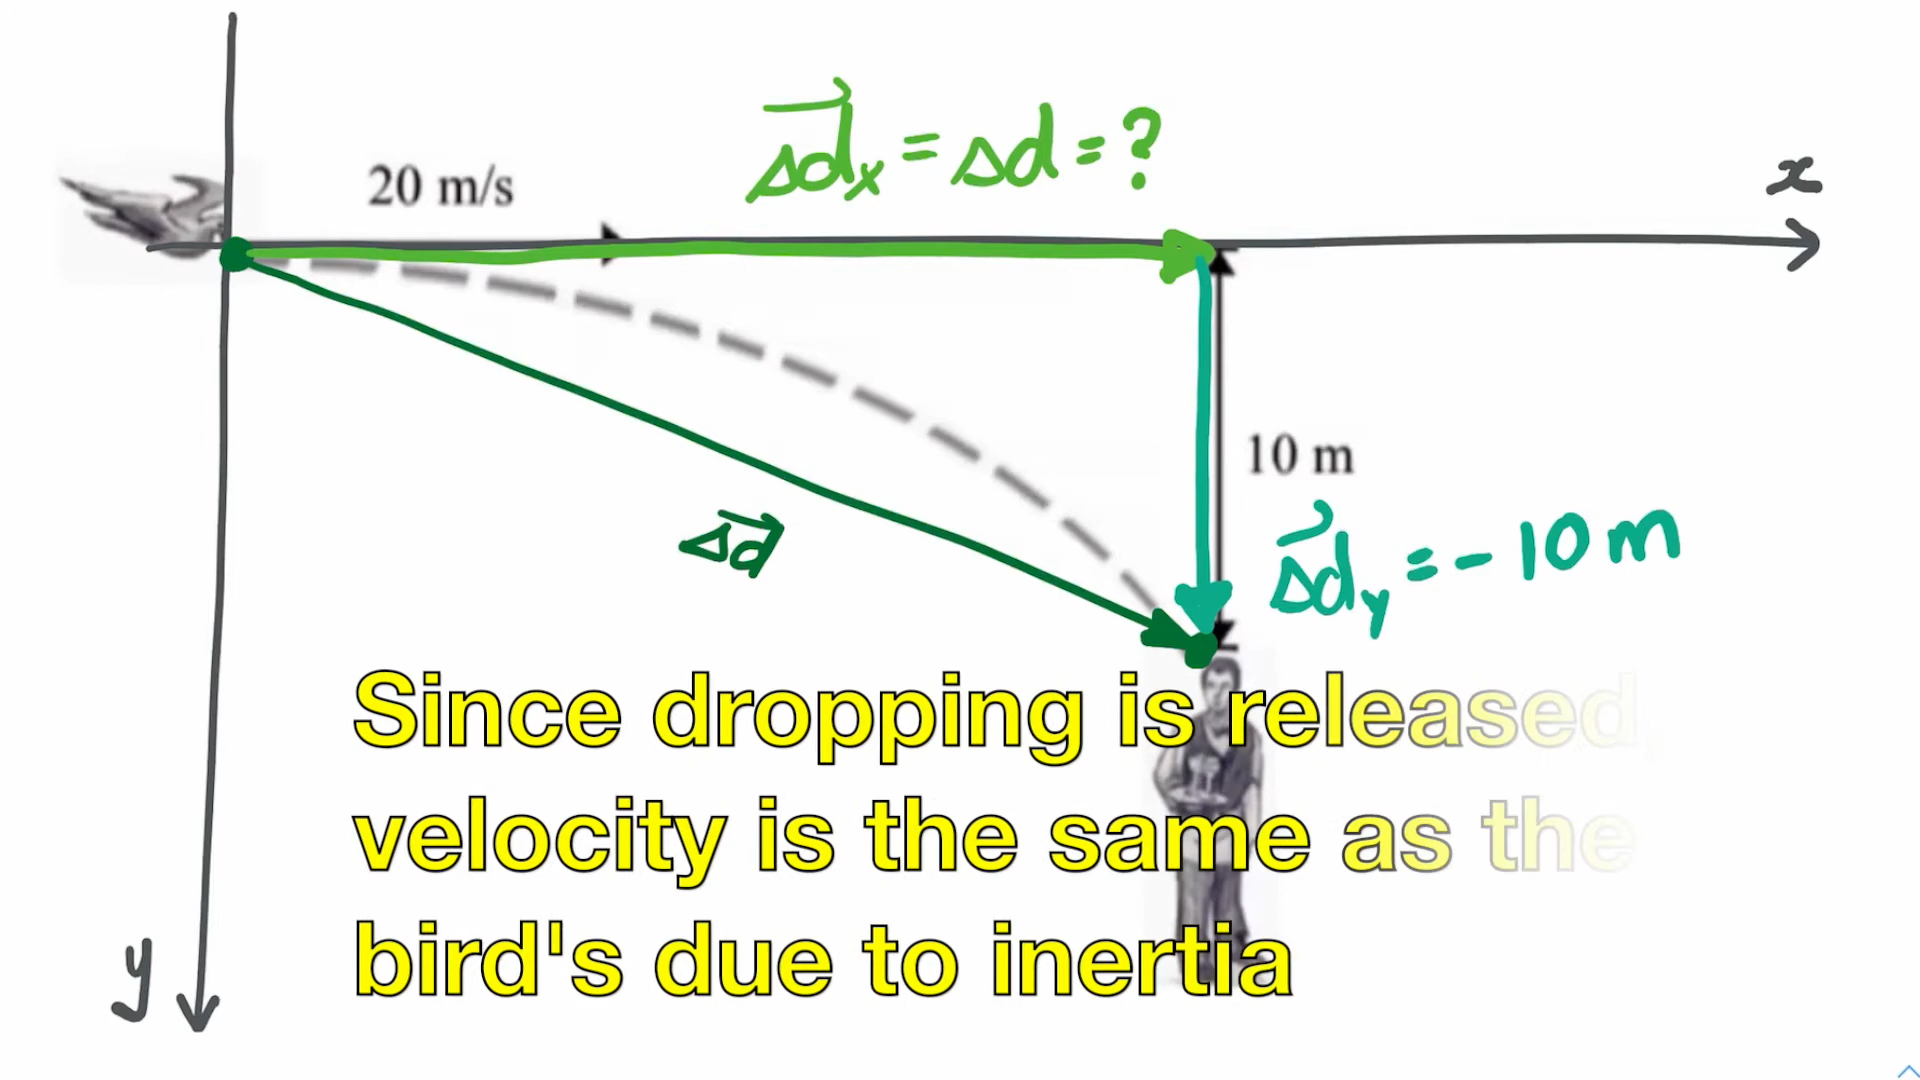 Δd⃗ₓ = Δd = ?
20 m/s
x
10 m
Δd⃗
Δd⃗ᵧ = - 10 m
Since dropping is released,
velocity is the same as the
bird's due to inertia
y